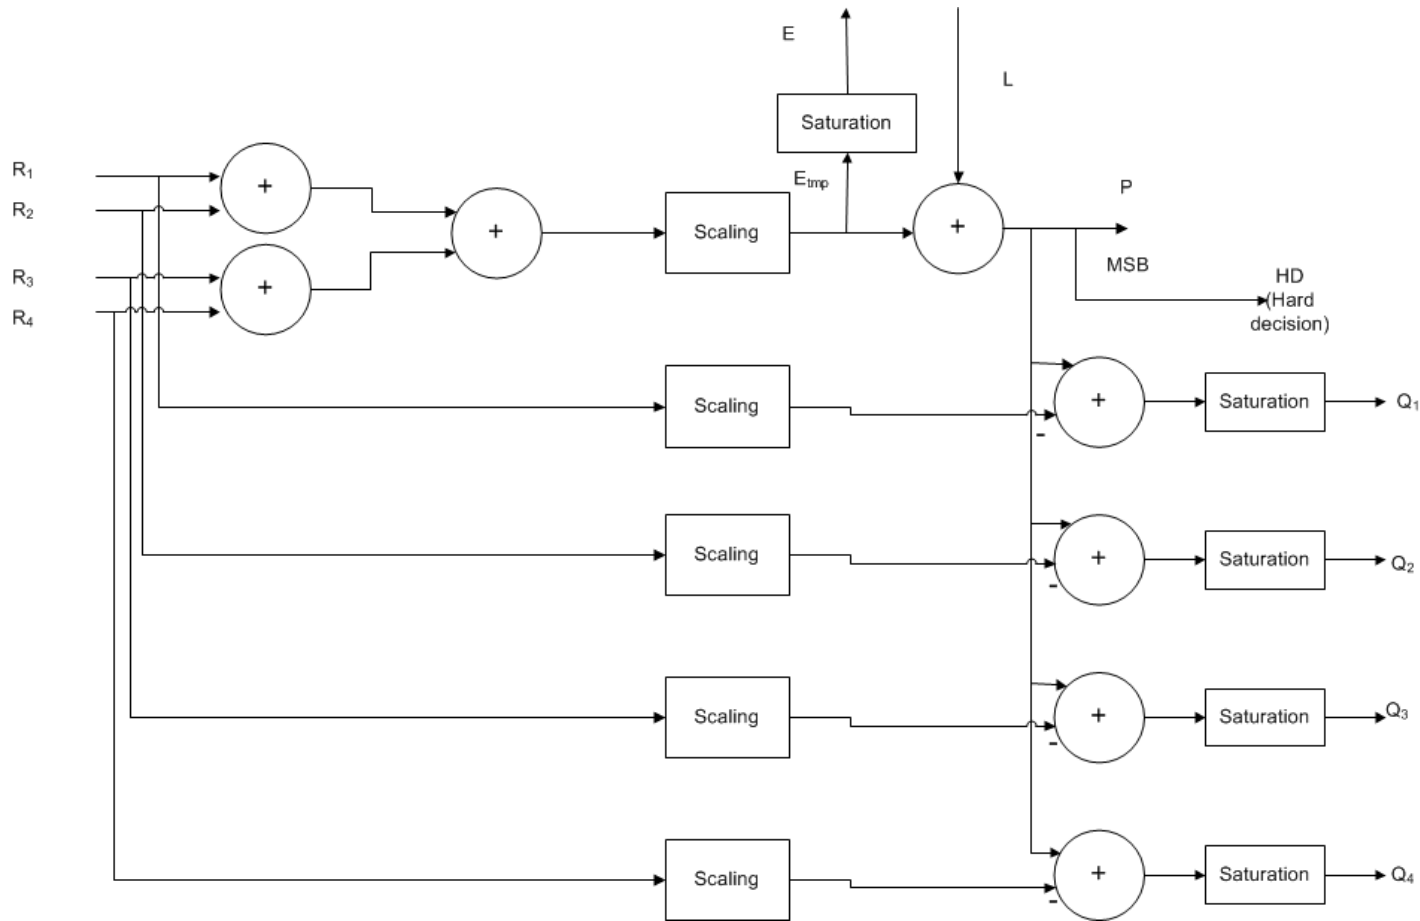 E
L
Saturation
R1
R2
R3
R4
+
+
+
Scaling
Etmp
+
P
MSB
HD
(Hard
decision)
Scaling
+
-
Saturation
Q1
Scaling
+
-
Saturation
Q2
Scaling
+
-
Saturation
Q3
Scaling
+
-
Saturation
Q4